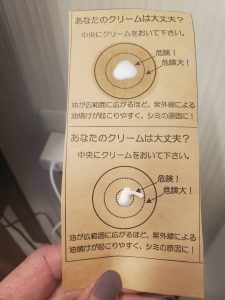 あなたのクリームは大丈夫？
中央にクリームをおいて下さい。
危険！
危険大！
油が広範囲に広がるほど、紫外線による
油焼けが起こりやすく、シミの原因に！
あなたのクリームは大丈夫？
中央にクリームをおいて下さい。
危険！
危険大！
油が広範囲に広がるほど、紫外線による
油焼けが起こりやすく、シミの原因に！